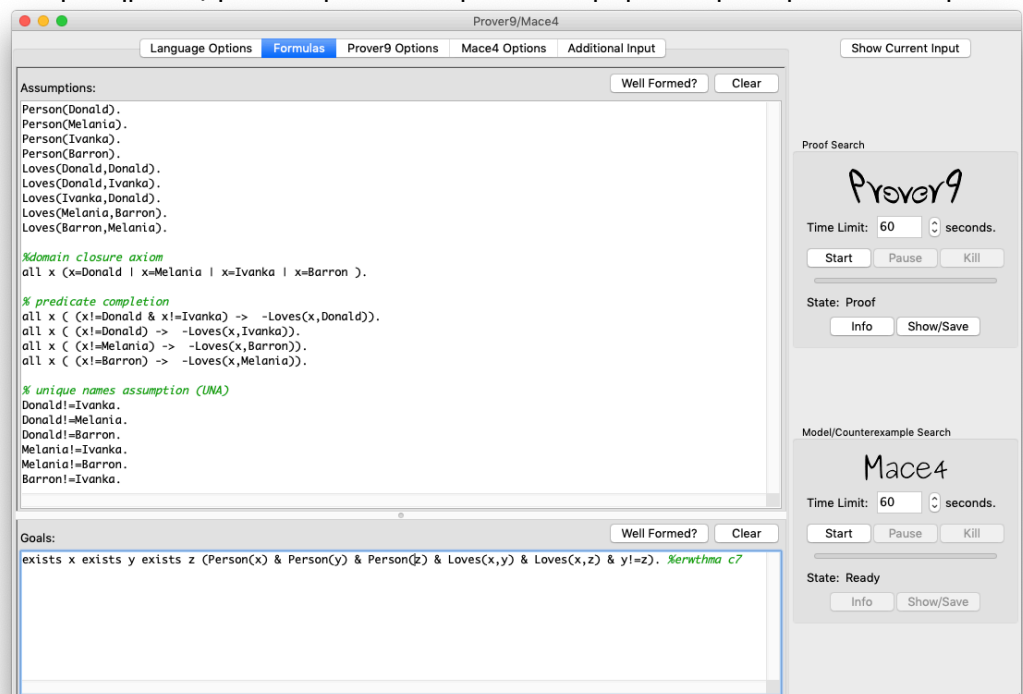 Prover9/Mace4
Language Options Formulas Prover9 Options Mace4 Options Additional Input
Show Current Input
Assumptions:
Well Formed? Clear
Person(Donald).
Person(Melania).
Person(Ivanka).
Person(Barron).
Loves(Donald,Donald).
Loves(Donald,Ivanka).
Loves(Ivanka,Donald).
Loves(Melania,Barron).
Loves(Barron,Melania).
%domain closure axiom
all x (x=Donald | x=Melania | x=Ivanka | x=Barron ).
% predicate completion
all x ( (x!=Donald & x!=Ivanka) -> -Loves(x,Donald)).
all x ( (x!=Donald) -> -Loves(x,Ivanka)).
all x ( (x!=Melania) -> -Loves(x,Barron)).
all x ( (x!=Barron) -> -Loves(x,Melania)).
% unique names assumption (UNA)
Donald!=Ivanka.
Donald!=Melania.
Donald!=Barron.
Melania!=Ivanka.
Melania!=Barron.
Barron!=Ivanka.
Goals:
Well Formed? Clear
exists x exists y exists z (Person(x) & Person(y) & Person(z) & Loves(x,y) & Loves(x,z) & y!=z). %erwthma c7
Proof Search
Prover9
Time Limit: 60 seconds.
Start Pause Kill
State: Proof
Info Show/Save
Model/Counterexample Search
Mace4
Time Limit: 60 seconds.
Start Pause Kill
State: Ready
Info Show/Save